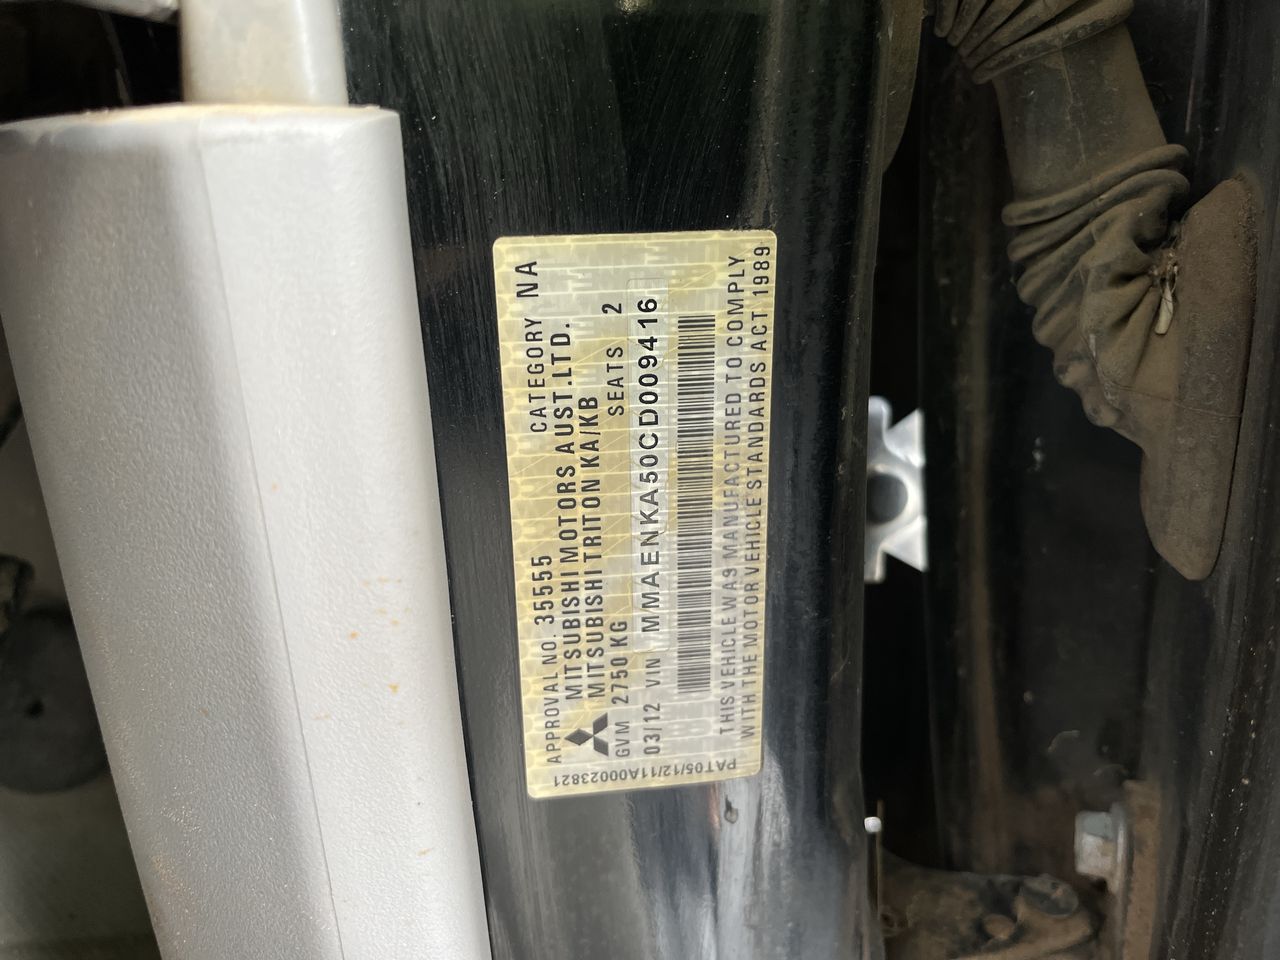 APPROVAL NO. 35555 CATEGORY NA
MITSUBISHI MOTORS AUST.LTD.
MITSUBISHI TRITON KA/KB
GVM 2750 KG SEATS 2
03/12 VIN MMAENKA50CD009416
THIS VEHICLE WAS MANUFACTURED TO COMPLY
WITH THE MOTOR VEHICLE STANDARDS ACT 1989
PAT05/12/11A00023821